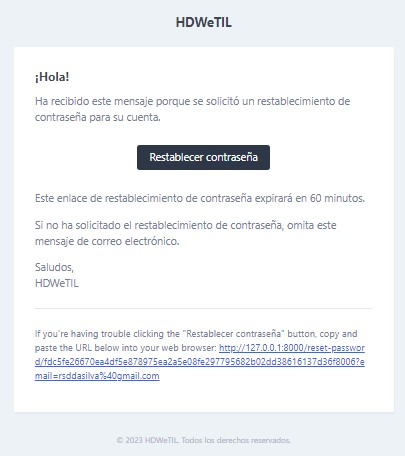 HDWeTIL
¡Hola!
Ha recibido este mensaje porque se solicitó un restablecimiento de
contraseña para su cuenta.
Restablecer contraseña
Este enlace de restablecimiento de contraseña expirará en 60 minutos.
Si no ha solicitado el restablecimiento de contraseña, omita este
mensaje de correo electrónico.
Saludos,
HDWeTIL
If you're having trouble clicking the "Restablecer contraseña" button, copy and
paste the URL below into your web browser: http://127.0.0.1:8000/reset-passwor
d/fdc5fe26670ea4df5e878975ea2a5e08fe297795682b02dd38616137d36f8006?e
mail=rsddasilva%40gmail.com
© 2023 HDWeTIL. Todos los derechos reservados.